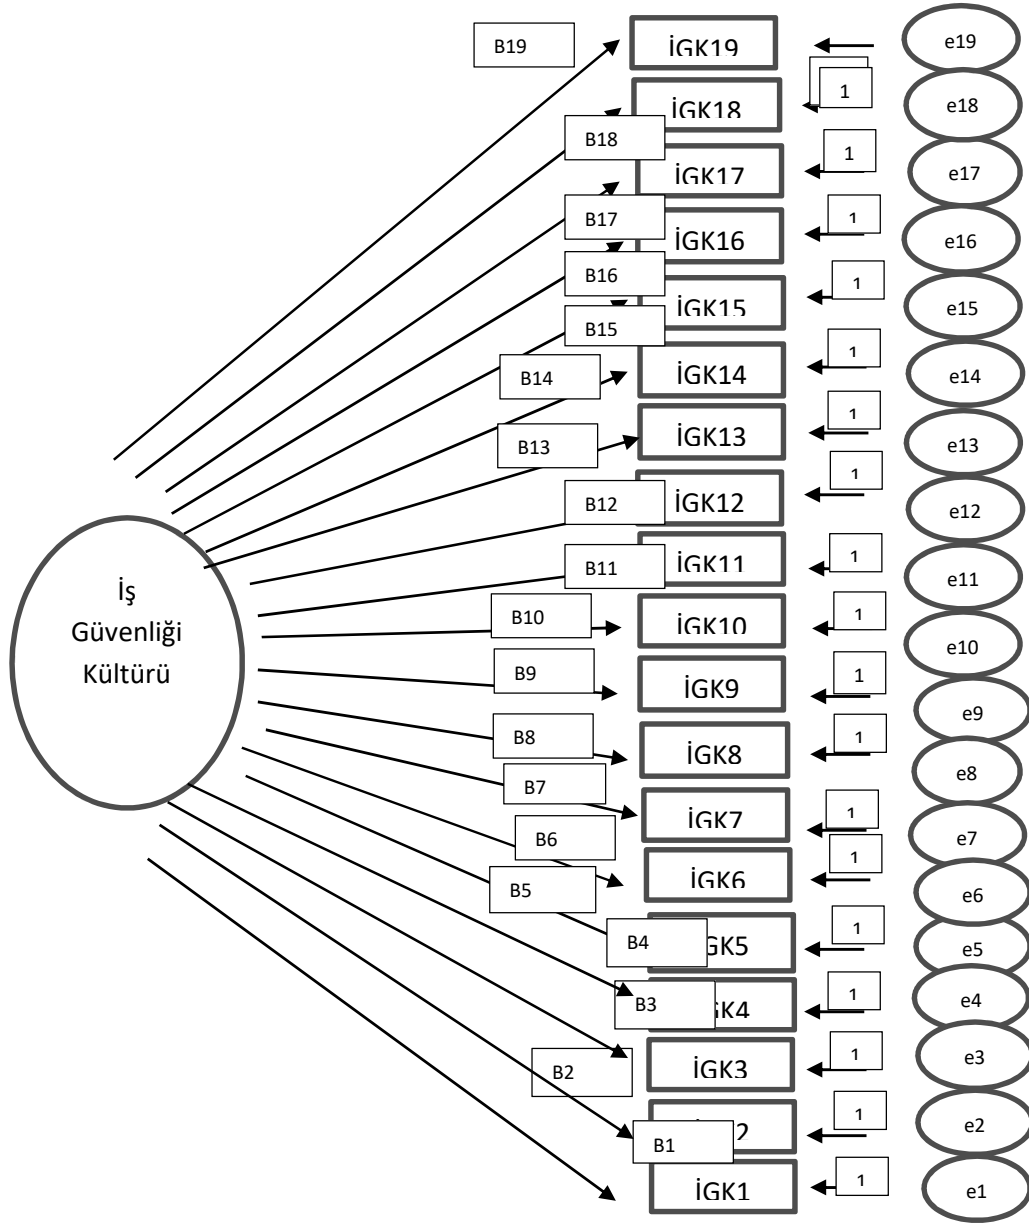 B19
İGK19
e19
1
İGK18
e18
B18
1
İGK17
e17
B17
1
İGK16
e16
B16
1
İGK15
e15
B15
1
İGK14
e14
B14
1
İGK13
e13
B13
1
İGK12
e12
B12
1
İGK11
e11
B11
1
İGK10
e10
B10
1
İGK9
e9
B9
1
İGK8
e8
B8
1
İGK7
e7
B7
1
İGK6
e6
B6
1
GK5
e5
B5
B4
1
GK4
e4
B3
1
İGK3
e3
B2
1
2
e2
B1
1
İGK1
e1
İş
Güvenliği
Kültürü